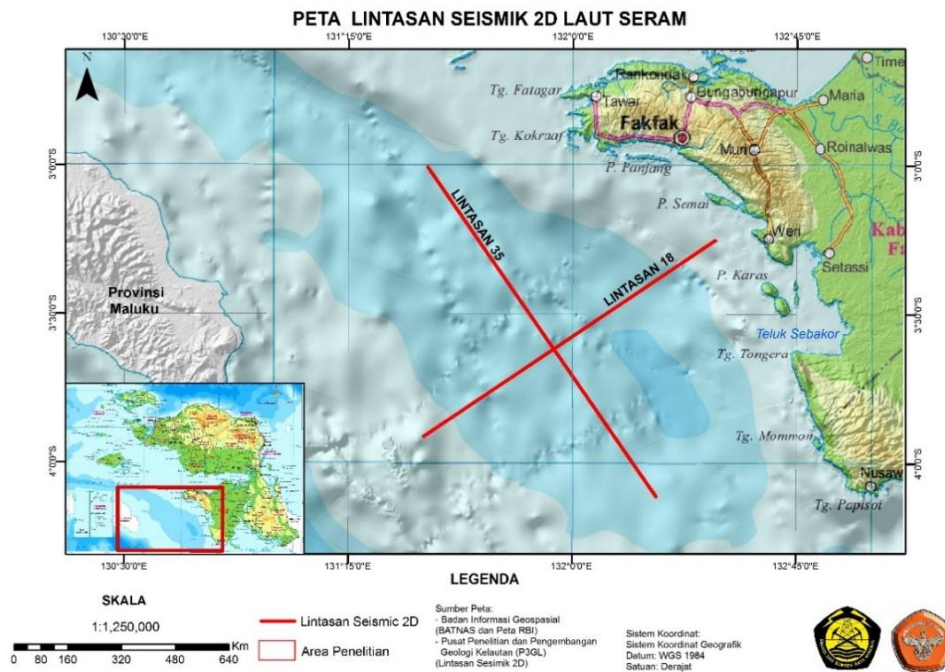 PETA LINTASAN SEISMIK 2D LAUT SERAM
130°30'0"E 131°15'0"E 132°0'0"E 132°45'0"E
N
Rankondak
Time
Tg. Fatagar
Tawar
Bungabungapur
Maria
Tg. Kokraaf
Fakfak
Muri
Roinalwas
3°0'0"S 3°0'0"S
P. Panjang
LINTASAN 35
P. Semai
Weri
Kab
Fa
Setassi
LINTASAN 18
P. Karas
Provinsi
Maluku
3°30'0"S 3°30'0"S
Teluk Sebakor
Tg. Tongera
Tg. Mommon
4°0'0"S 4°0'0"S
Nusaw
Tg. Papisoi
130°30'0"E 131°15'0"E 132°0'0"E 132°45'0"E
LEGENDA
SKALA
1:1,250,000
Km
0 80 160 320 480 640
Lintasan Seismic 2D
Area Penelitian
Sumber Peta:
- Badan Informasi Geospasial
(BATNAS dan Peta RBI)
- Pusat Penelitian dan Pengembangan
Geologi Kelautan (P3GL)
(Lintasan Sesimik 2D)
Sistem Koordinat:
Sistem Koordinat Geografik
Datum: WGS 1984
Satuan: Derajat